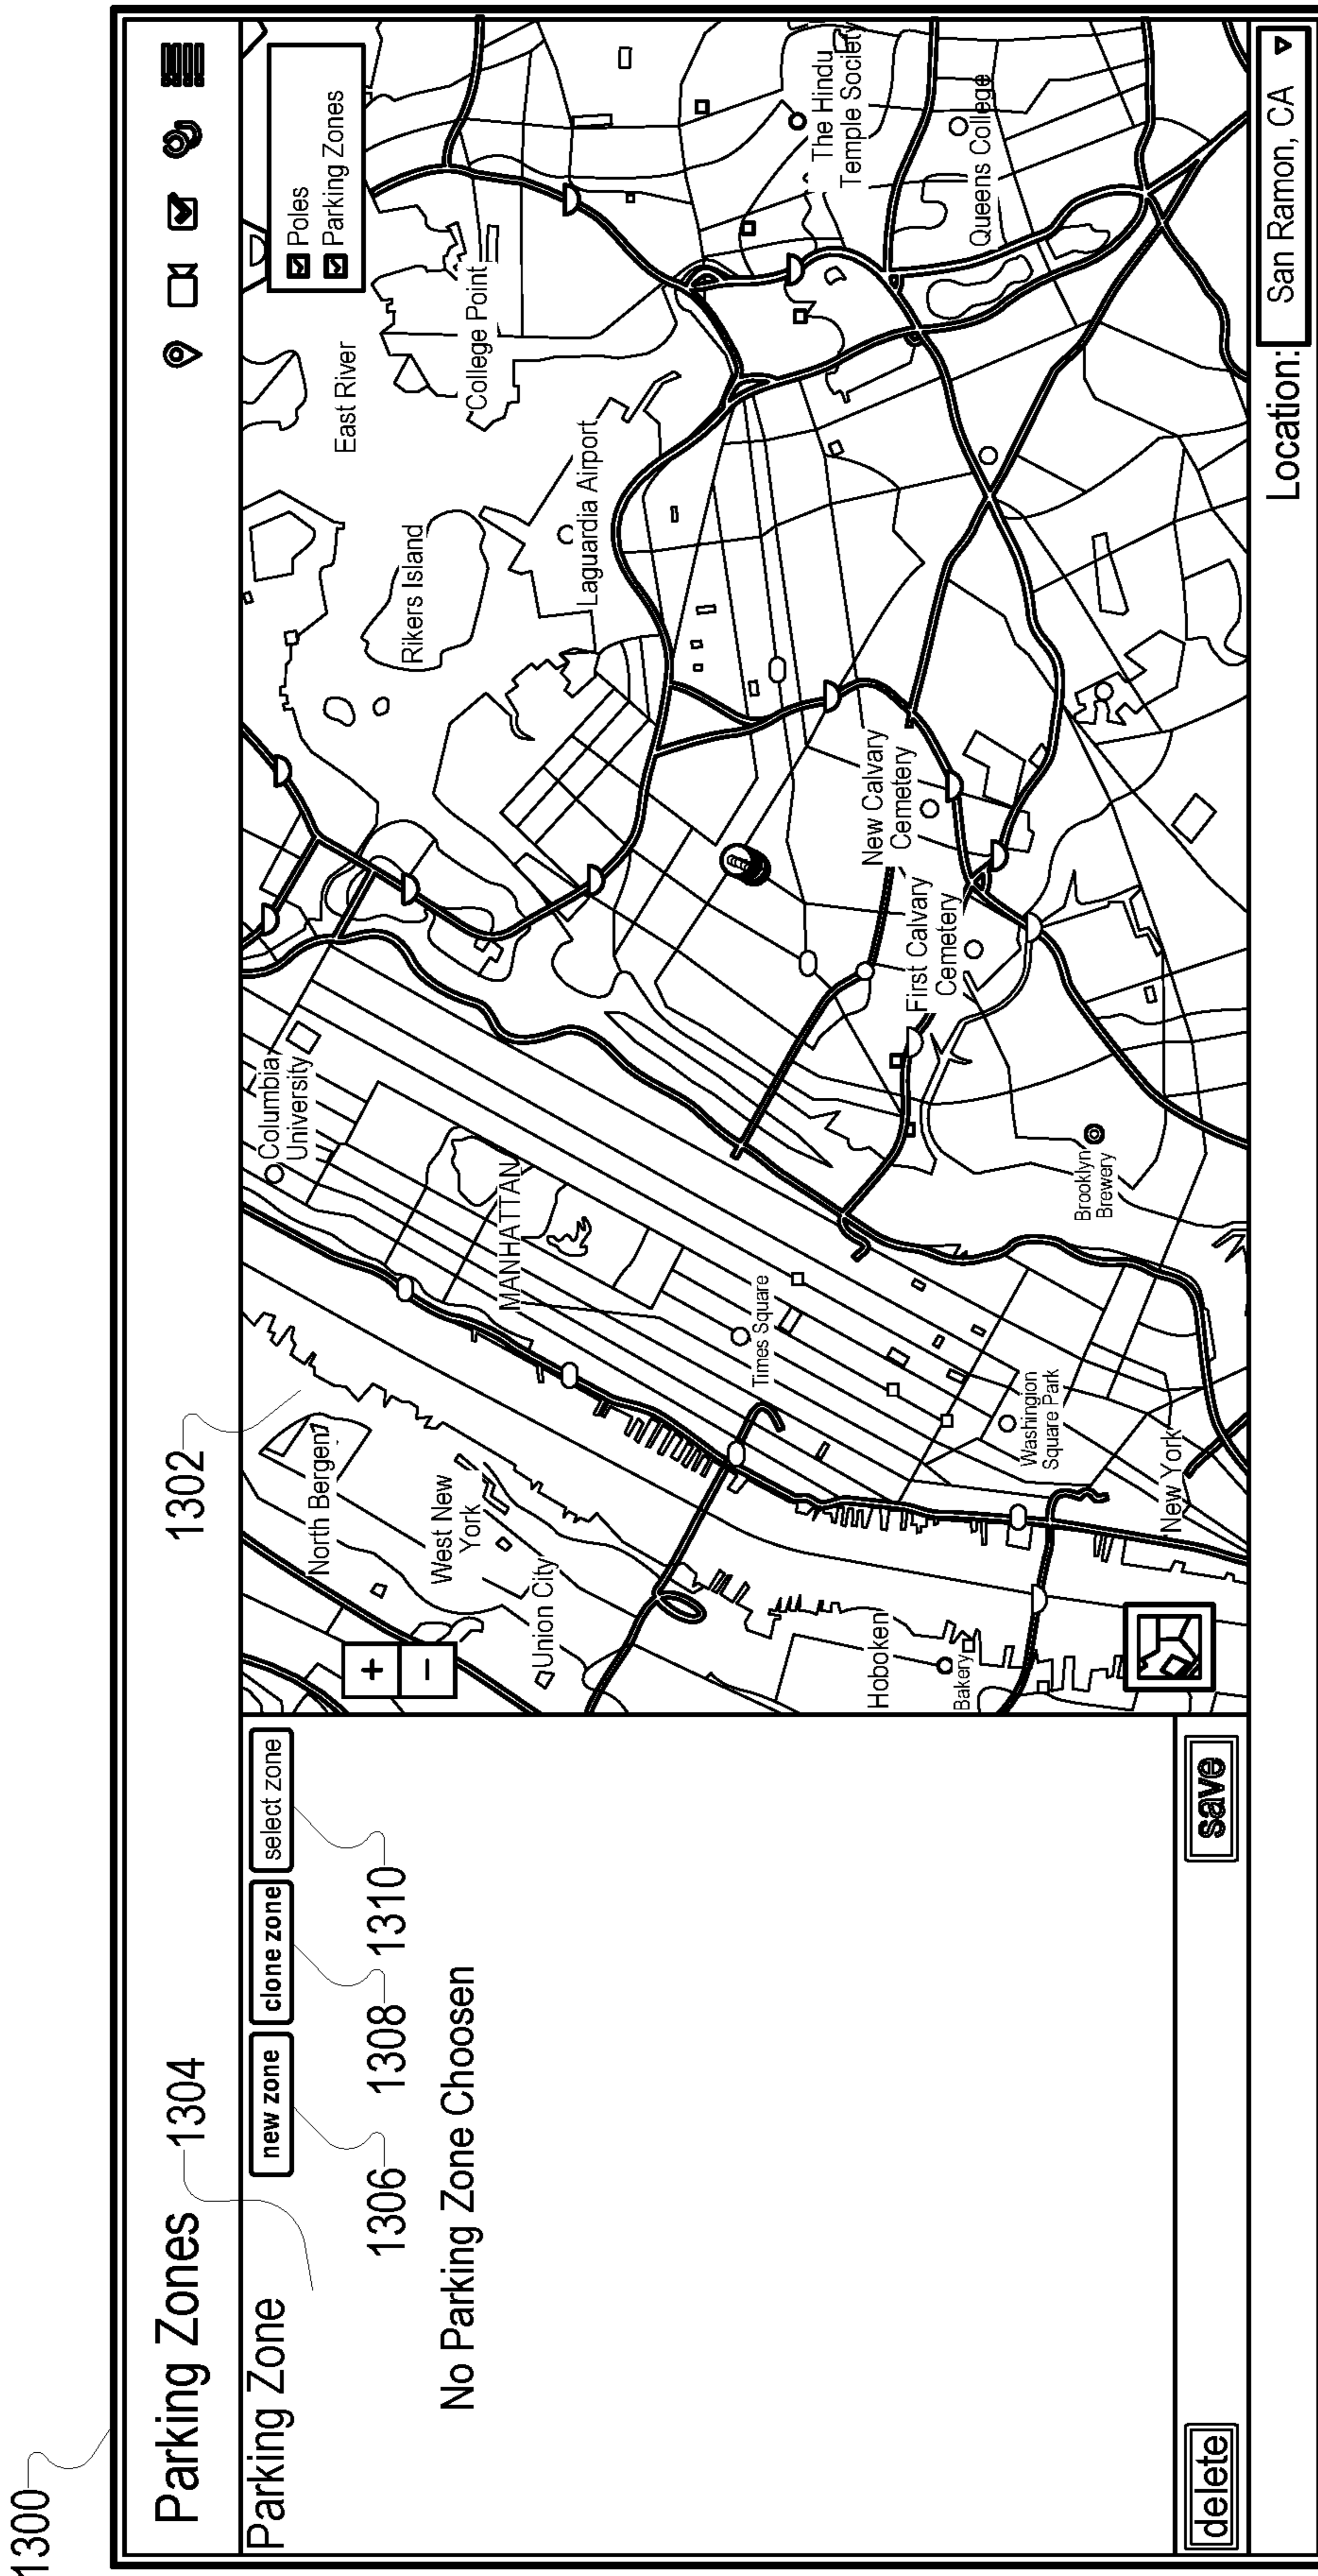 1300
Parking Zones
1304
1302
Parking Zone
new zone
clone zone
select zone
1306
1308
1310
No Parking Zone Choosen
delete
save
+
−
Poles
Parking Zones
North Bergen
West New
York
Union City
Hoboken
Bakery
Columbia
University
MANHATTAN
Times Square
Washington
Square Park
New York
Brooklyn
Brewery
First Calvary
Cemetery
New Calvary
Cemetery
Rikers Island
East River
Laguardia Airport
College Point
The Hindu
Temple Society
Queens College
Location:
San Ramon, CA